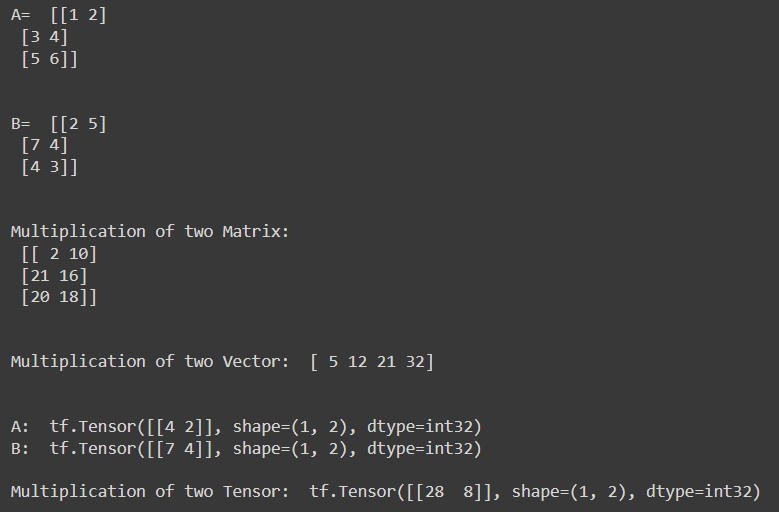 A=  [[1 2]
 [3 4]
 [5 6]]
B=  [[2 5]
 [7 4]
 [4 3]]
Multiplication of two Matrix:
 [[ 2 10]
 [21 16]
 [20 18]]
Multiplication of two Vector:  [ 5 12 21 32]
A:  tf.Tensor([[4 2]], shape=(1, 2), dtype=int32)
B:  tf.Tensor([[7 4]], shape=(1, 2), dtype=int32)
Multiplication of two Tensor:  tf.Tensor([[28  8]], shape=(1, 2), dtype=int32)